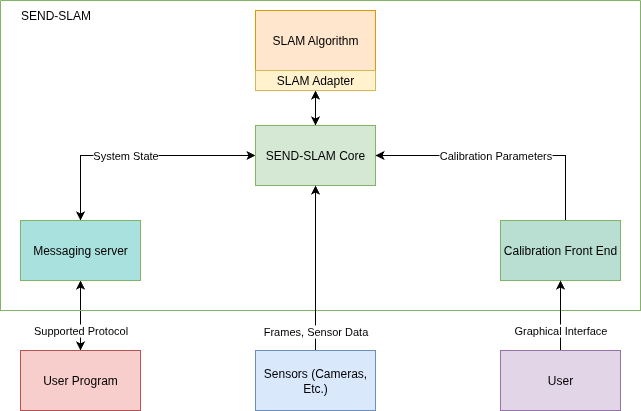 SEND-SLAM
SLAM Algorithm
SLAM Adapter
System State
SEND-SLAM Core
Calibration Parameters
Messaging server
Calibration Front End
Supported Protocol
Frames, Sensor Data
Graphical Interface
User Program
Sensors (Cameras,
Etc.)
User